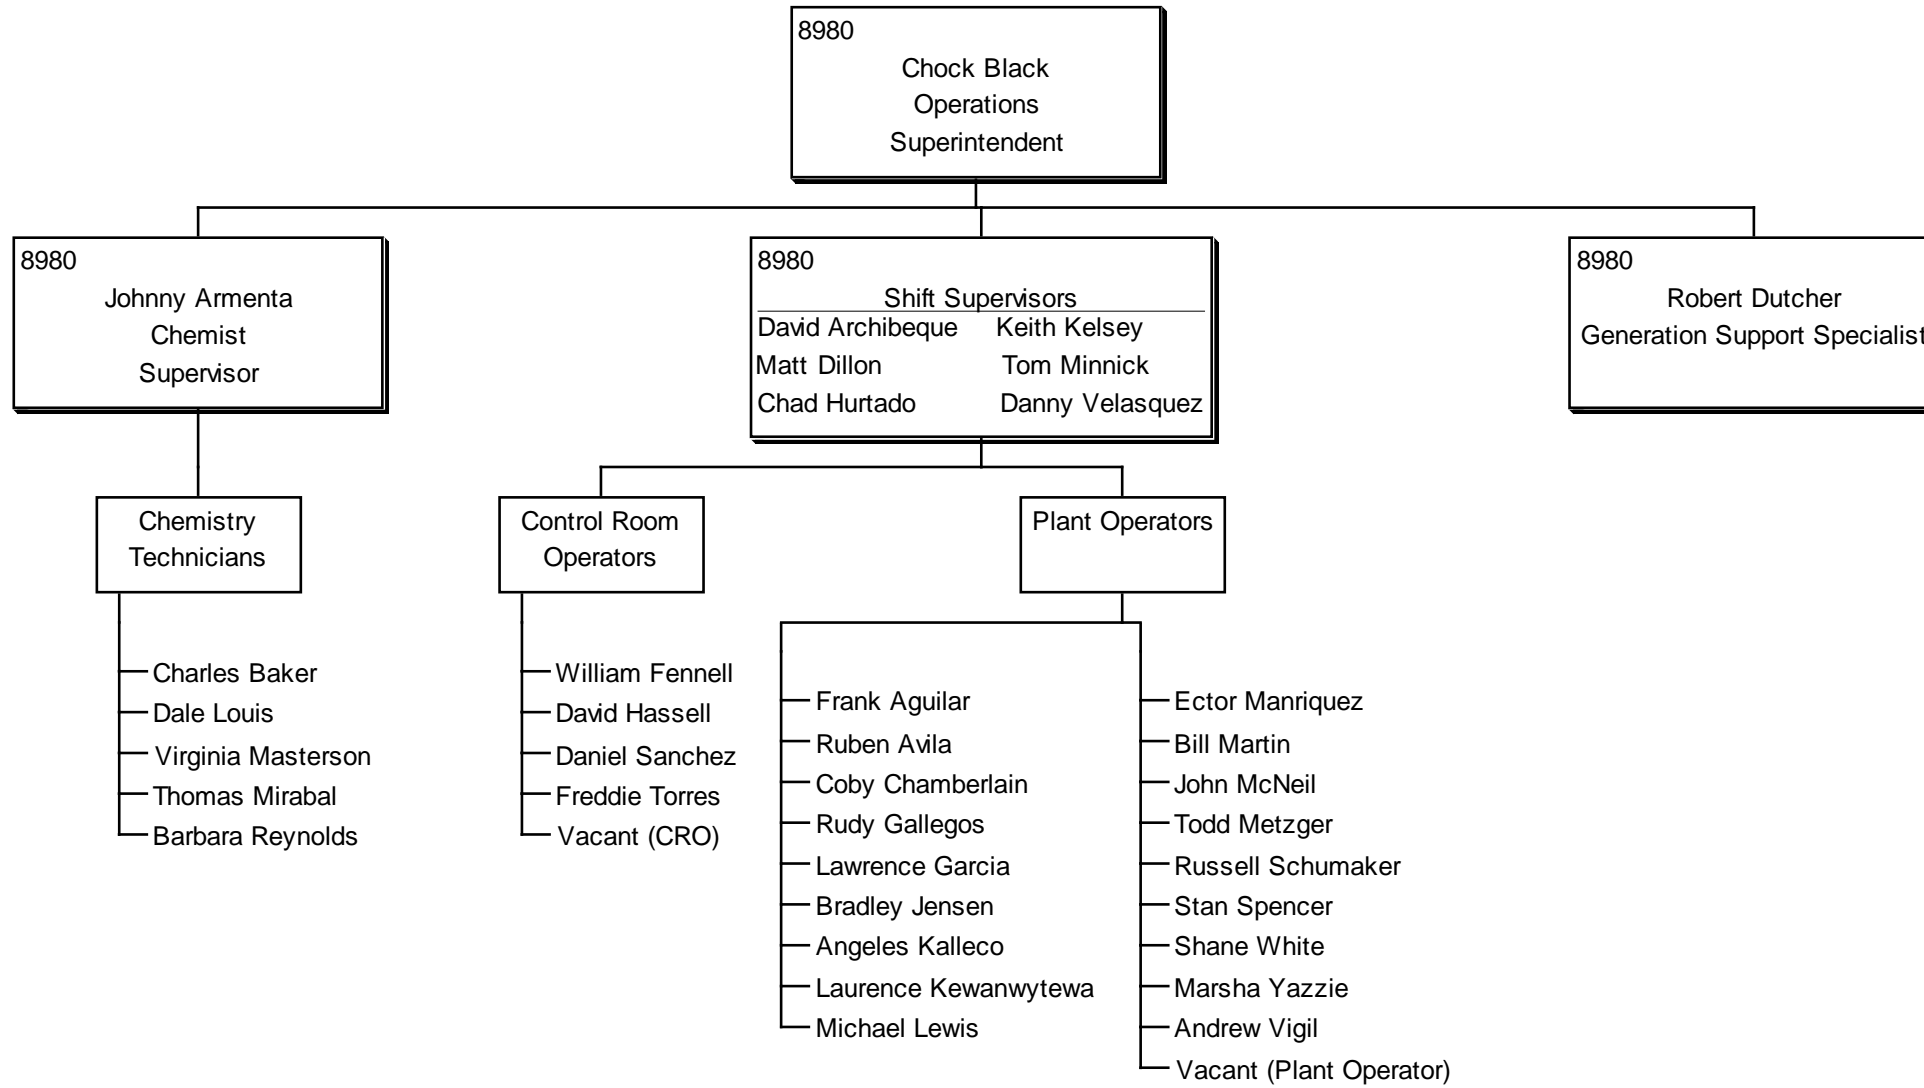 8980
Chock Black
Operations
Superintendent
8980
Johnny Armenta
Chemist
Supervisor
8980
Shift Supervisors
David Archibeque Keith Kelsey
Matt Dillon Tom Minnick
Chad Hurtado Danny Velasquez
8980
Robert Dutcher
Generation Support Specialist
Chemistry
Technicians
Charles Baker
Dale Louis
Virginia Masterson
Thomas Mirabal
Barbara Reynolds
Control Room
Operators
William Fennell
David Hassell
Daniel Sanchez
Freddie Torres
Vacant (CRO)
Plant Operators
Frank Aguilar
Ruben Avila
Coby Chamberlain
Rudy Gallegos
Lawrence Garcia
Bradley Jensen
Angeles Kalleco
Laurence Kewanwytewa
Michael Lewis
Ector Manriquez
Bill Martin
John McNeil
Todd Metzger
Russell Schumaker
Stan Spencer
Shane White
Marsha Yazzie
Andrew Vigil
Vacant (Plant Operator)